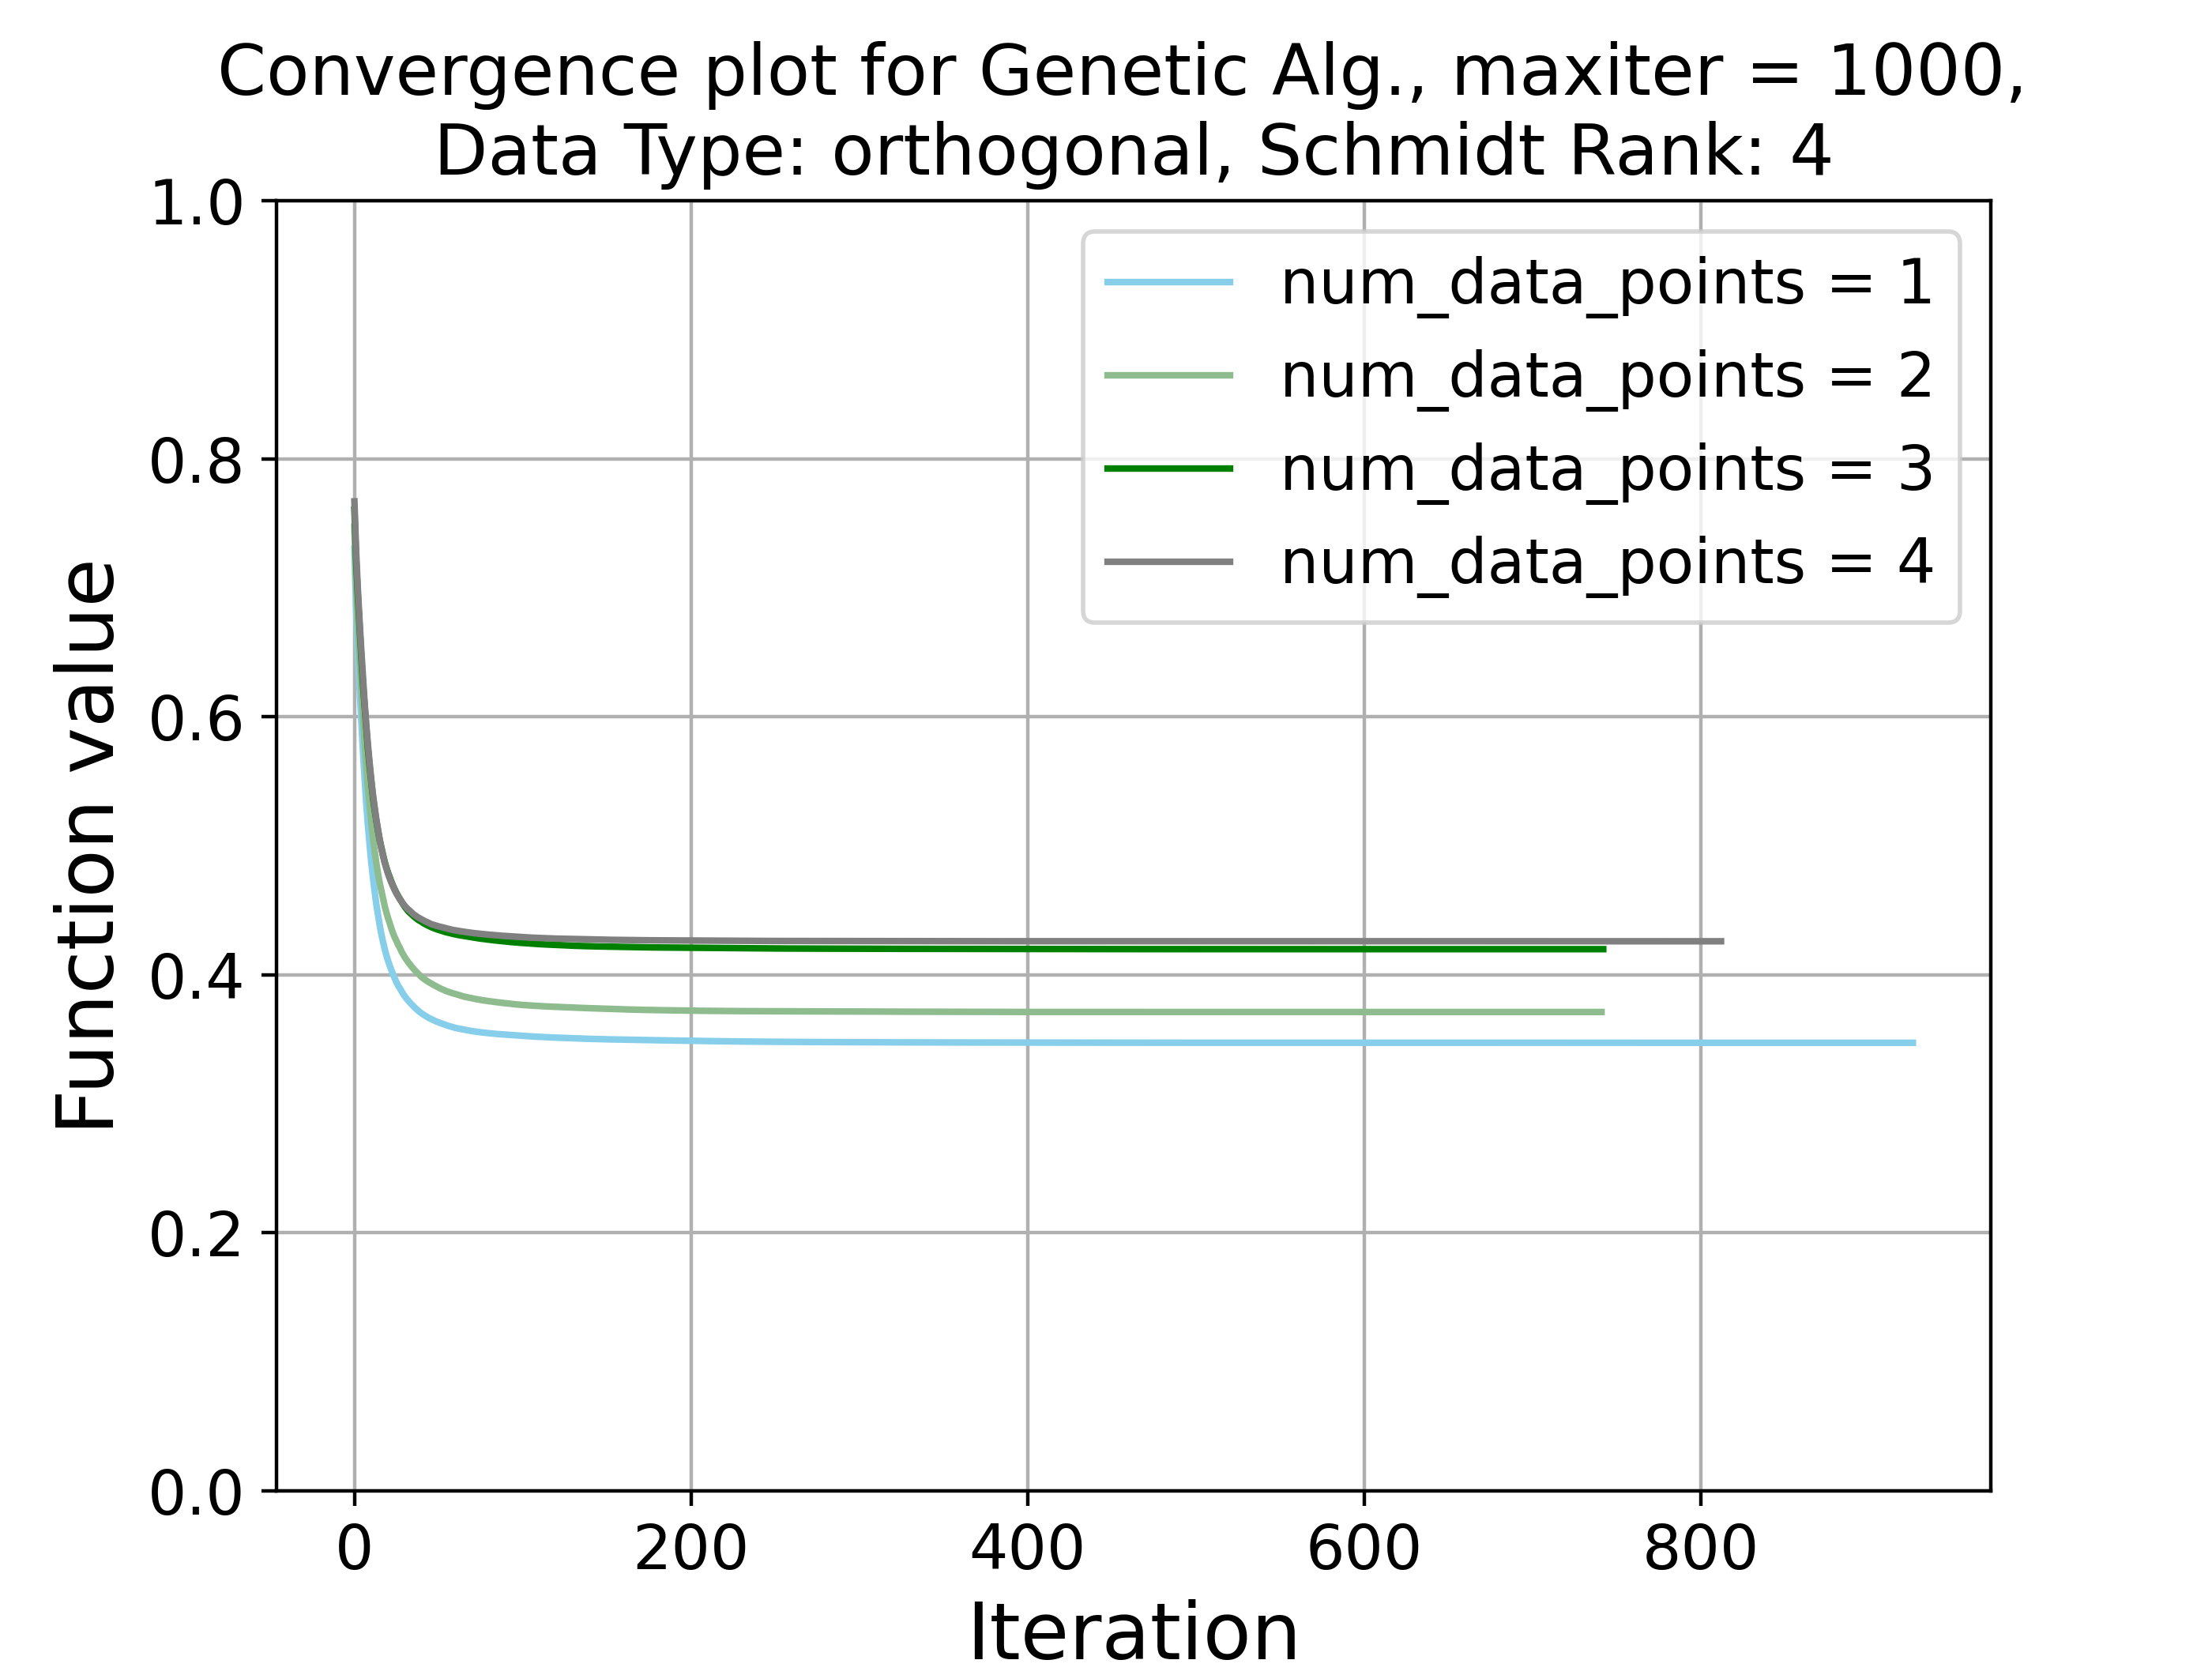 Convergence plot for Genetic Alg., maxiter = 1000,
Data Type: orthogonal, Schmidt Rank: 4
1.0
0.8
0.6
0.4
0.2
0.0
Function value
num_data_points = 1
num_data_points = 2
num_data_points = 3
num_data_points = 4
0 200 400 600 800
Iteration